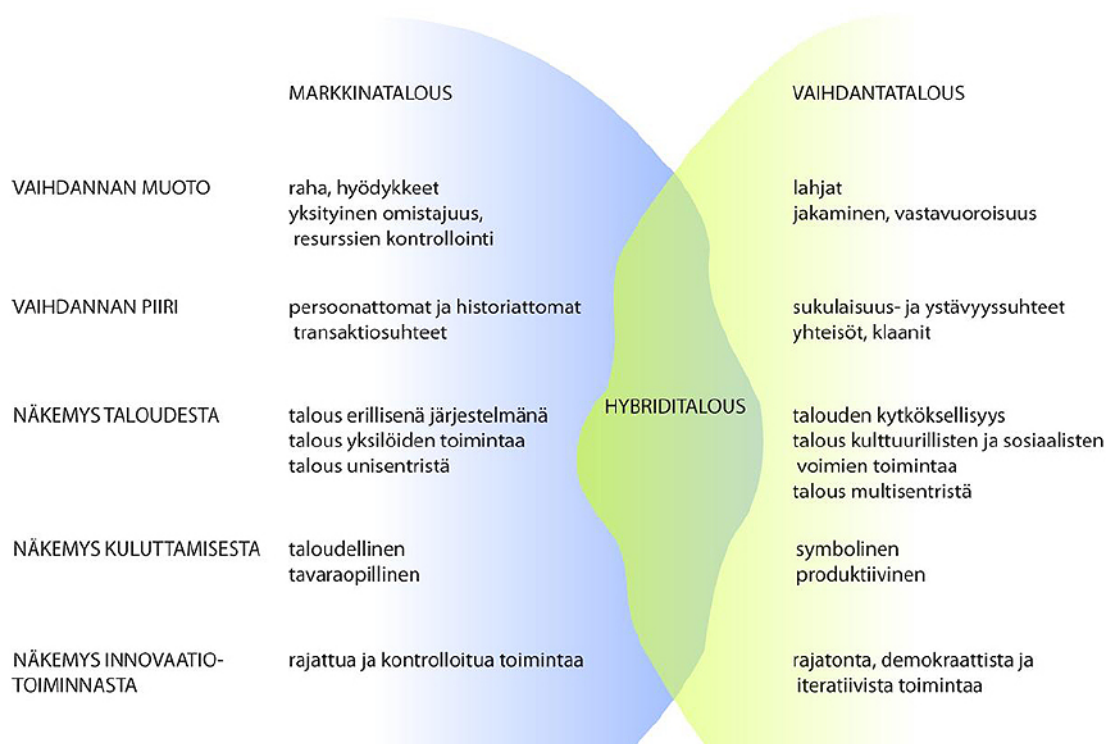 MARKKINATALOUS
VAIHDANTATALOUS
VAIHDANNAN MUOTO
raha, hyödykkeet
yksityinen omistajuus,
resurssien kontrollointi
lahjat
jakaminen, vastavuoroisuus
VAIHDANNAN PIIRI
persoonattomat ja historiattomat
transaktiosuhteet
sukulaisuus- ja ystävyyssuhteet
yhteisöt, klaanit
NÄKEMYS TALOUDESTA
talous erillisenä järjestelmänä
talous yksilöiden toimintaa
talous unisentristä
HYBRIDITALOUS
talouden kytköksellisyys
talous kulttuurillisten ja sosiaalisten
voimien toimintaa
talous multisentristä
NÄKEMYS KULUTTAMISESTA
taloudellinen
tavaraopillinen
symbolinen
produktiivinen
NÄKEMYS INNOVAATIO-
TOIMINNASTA
rajattua ja kontrolloitua toimintaa
rajatonta, demokraattista ja
iteratiivista toimintaa